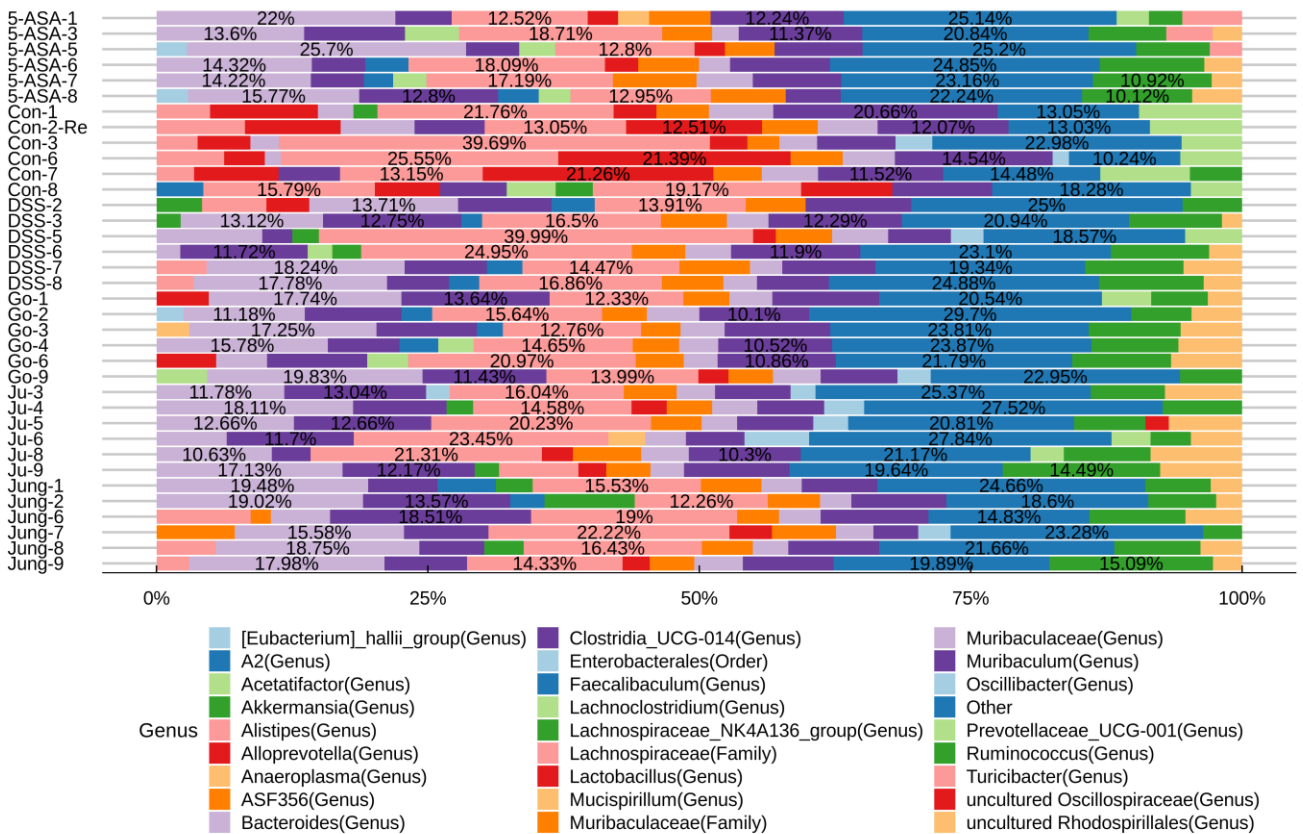 5-ASA-1 22% 12.52% 12.24% 25.14%
5-ASA-3 13.6% 18.71% 11.37% 20.84%
5-ASA-5 25.7% 12.8% 25.2%
5-ASA-6 14.32% 18.09% 24.85%
5-ASA-7 14.22% 17.19% 23.16% 10.92%
5-ASA-8 15.77% 12.8% 12.95% 22.24% 10.12%
Con-1 21.76% 20.66% 13.05%
Con-2-Re 13.05% 12.51% 12.07% 13.03%
Con-3 39.69% 22.98%
Con-6 25.55% 21.39% 14.54% 10.24%
Con-7 13.15% 21.26% 11.52% 14.48%
Con-8 15.79% 19.17% 18.28%
DSS-2 13.71% 13.91% 25%
DSS-3 13.12% 12.75% 16.5% 12.29% 20.94%
DSS-5 39.99% 18.57%
DSS-6 11.72% 24.95% 11.9% 23.1%
DSS-7 18.24% 14.47% 19.34%
DSS-8 17.78% 16.86% 24.88%
Go-1 17.74% 13.64% 12.33% 20.54%
Go-2 11.18% 15.64% 10.1% 29.7%
Go-3 17.25% 12.76% 23.81%
Go-4 15.78% 14.65% 10.52% 23.87%
Go-6 20.97% 10.86% 21.79%
Go-9 19.83% 11.43% 13.99% 22.95%
Ju-3 11.78% 13.04% 16.04% 25.37%
Ju-4 18.11% 14.58% 27.52%
Ju-5 12.66% 12.66% 20.23% 20.81%
Ju-6 11.7% 23.45% 27.84%
Ju-8 10.63% 21.31% 10.3% 21.17%
Ju-9 17.13% 12.17% 19.64% 14.49%
Jung-1 19.48% 15.53% 24.66%
Jung-2 19.02% 13.57% 12.26% 18.6%
Jung-6 18.51% 19% 14.83%
Jung-7 15.58% 22.22% 23.28%
Jung-8 18.75% 16.43% 21.66%
Jung-9 17.98% 14.33% 19.89% 15.09%
0% 25% 50% 75% 100%
Genus
[Eubacterium]_hallii_group(Genus)
A2(Genus)
Acetatifactor(Genus)
Akkermansia(Genus)
Alistipes(Genus)
Alloprevotella(Genus)
Anaeroplasma(Genus)
ASF356(Genus)
Bacteroides(Genus)
Clostridia_UCG-014(Genus)
Enterobacterales(Order)
Faecalibaculum(Genus)
Lachnoclostridium(Genus)
Lachnospiraceae_NK4A136_group(Genus)
Lachnospiraceae(Family)
Lactobacillus(Genus)
Mucispirillum(Genus)
Muribaculaceae(Family)
Muribaculaceae(Genus)
Muribaculum(Genus)
Oscillibacter(Genus)
Other
Prevotellaceae_UCG-001(Genus)
Ruminococcus(Genus)
Turicibacter(Genus)
uncultured Oscillospiraceae(Genus)
uncultured Rhodospirillales(Genus)